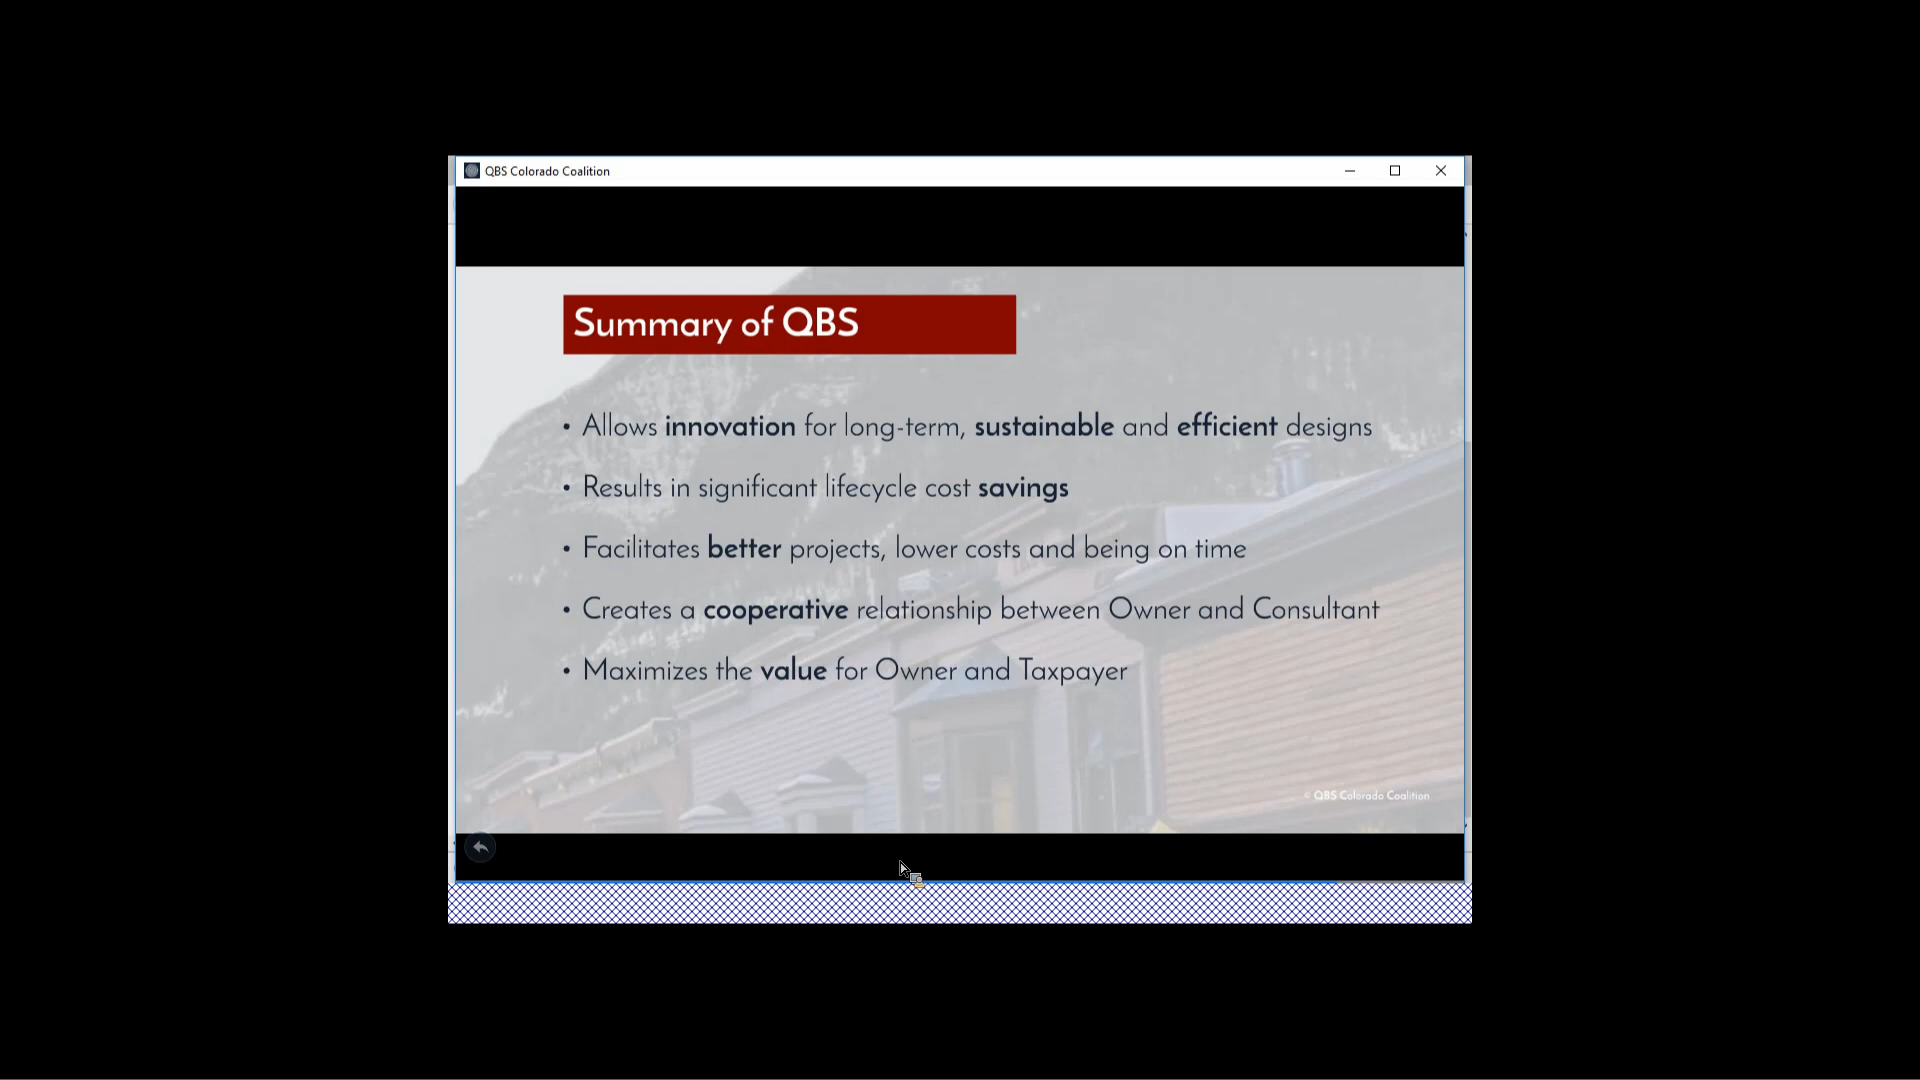 QBS Colorado Coalition
Summary of QBS
• Allows innovation for long-term, sustainable and efficient designs
• Results in significant lifecycle cost savings
• Facilitates better projects, lower costs and being on time
• Creates a cooperative relationship between Owner and Consultant
• Maximizes the value for Owner and Taxpayer
© QBS Colorado Coalition